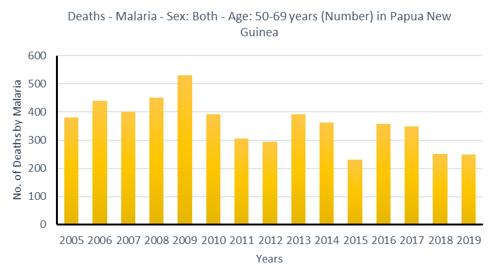 Deaths - Malaria - Sex: Both - Age: 50-69 years (Number) in Papua New
Guinea
600
500
400
300
200
100
0
No. of Deaths by Malaria
2005 2006 2007 2008 2009 2010 2011 2012 2013 2014 2015 2016 2017 2018 2019
Years